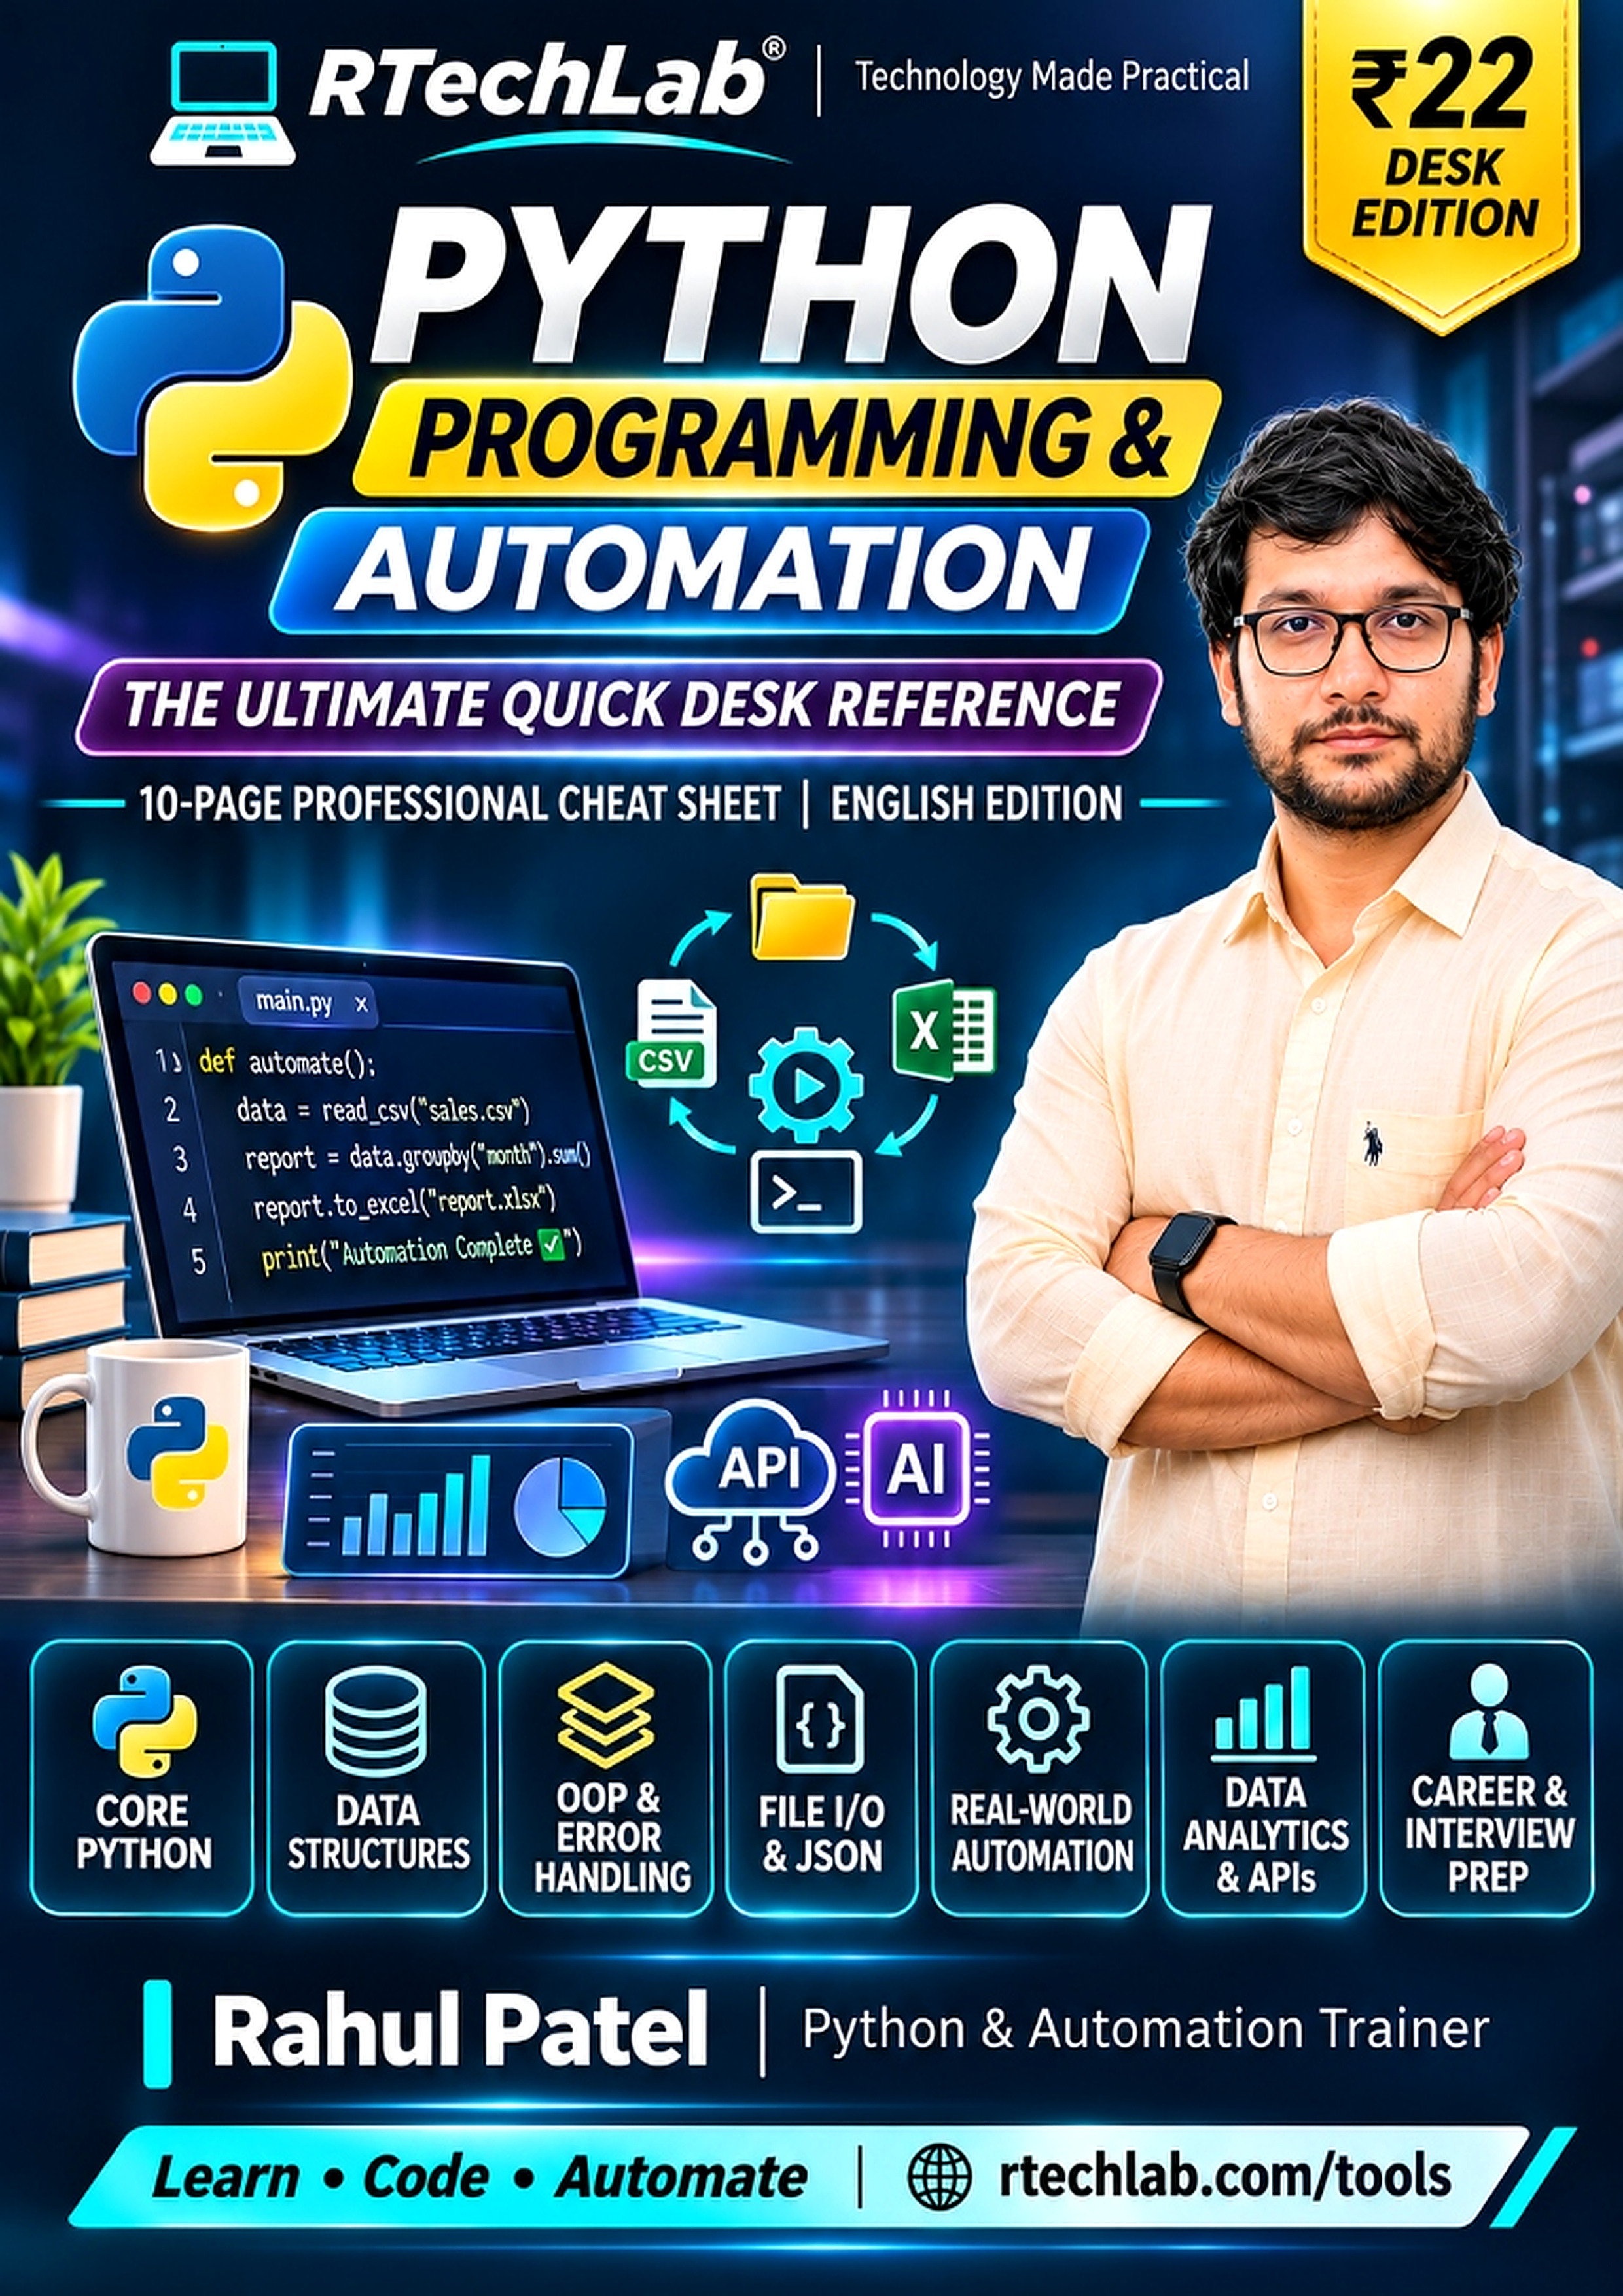 RTechLab® | Technology Made Practical
₹22
DESK
EDITION
PYTHON
PROGRAMMING &
AUTOMATION
THE ULTIMATE QUICK DESK REFERENCE
10-PAGE PROFESSIONAL CHEAT SHEET | ENGLISH EDITION
main.py x
1 def automate();
2 data = read_csv("sales.csv")
3 report = data.groupby("month").sum()
4 report.to_excel("report.xlsx")
5 print("Automation Complete ✅")
CSV
X
>_
API
AI
CORE
PYTHON
DATA
STRUCTURES
OOP &
ERROR
HANDLING
{}
FILE I/O
& JSON
REAL-WORLD
AUTOMATION
DATA
ANALYTICS
& APIs
CAREER &
INTERVIEW
PREP
Rahul Patel | Python & Automation Trainer
Learn • Code • Automate | rtechlab.com/tools